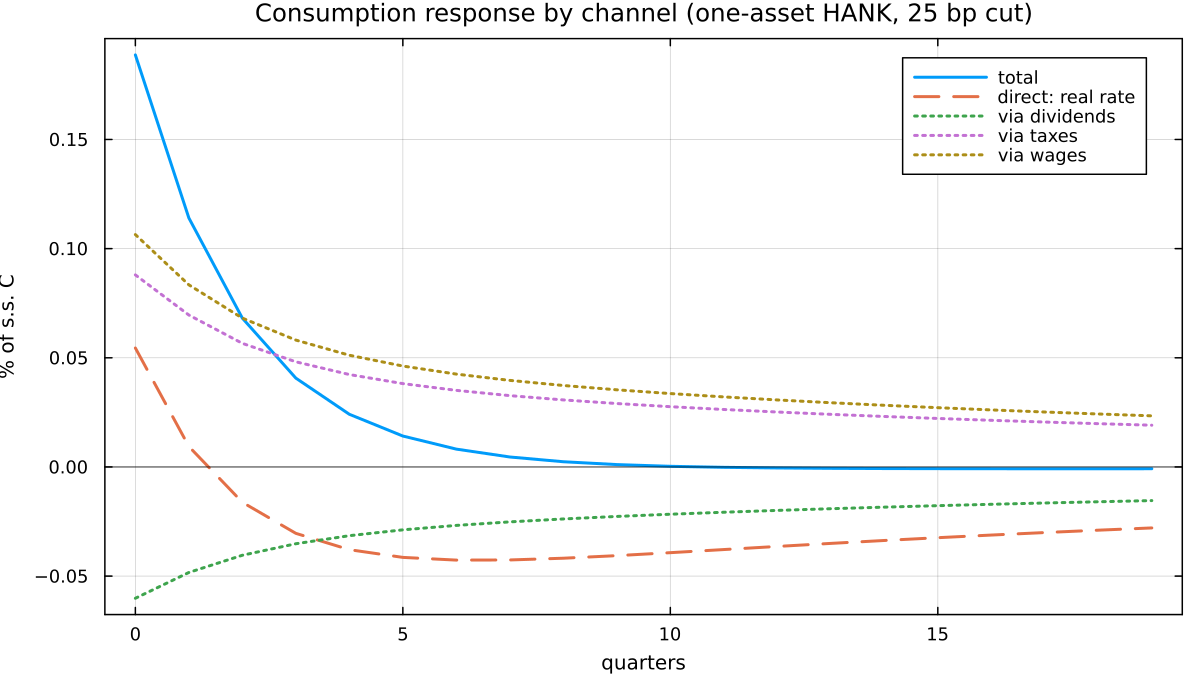 Consumption response by channel (one-asset HANK, 25 bp cut)
total
direct: real rate
via dividends
via taxes
via wages
% of s.s. C
0.15
0.10
0.05
0.00
−0.05
0 5 10 15
quarters